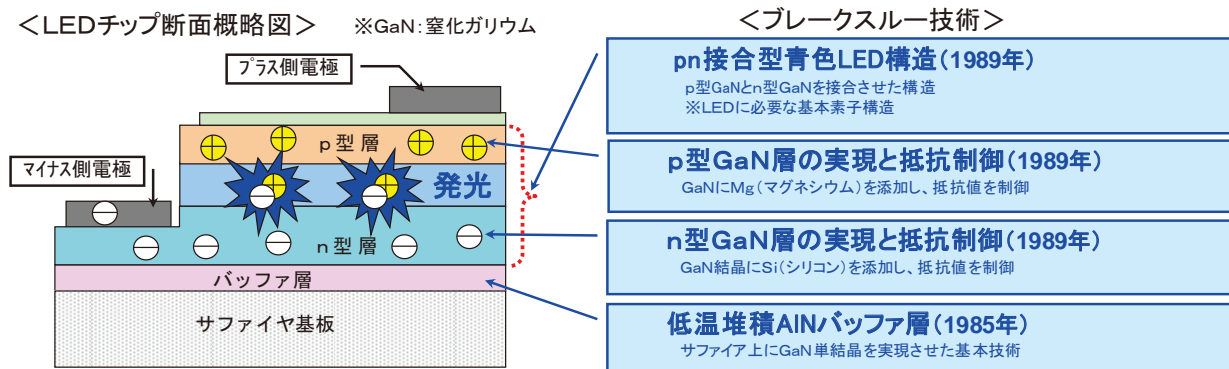 ＜LEDチップ断面概略図＞ ※GaN：窒化ガリウム
＜ブレークスルー技術＞
プラス側電極
マイナス側電極
p型層
発光
n型層
バッファ層
サファイヤ基板
pn接合型青色LED構造（1989年）
p型GaNとn型GaNを接合させた構造
※LEDに必要な基本素子構造
p型GaN層の実現と抵抗制御（1989年）
GaNにMg（マグネシウム）を添加し、抵抗値を制御
n型GaN層の実現と抵抗制御（1989年）
GaN結晶にSi（シリコン）を添加し、抵抗値を制御
低温堆積AlNバッファ層（1985年）
サファイア上にGaN単結晶を実現させた基本技術